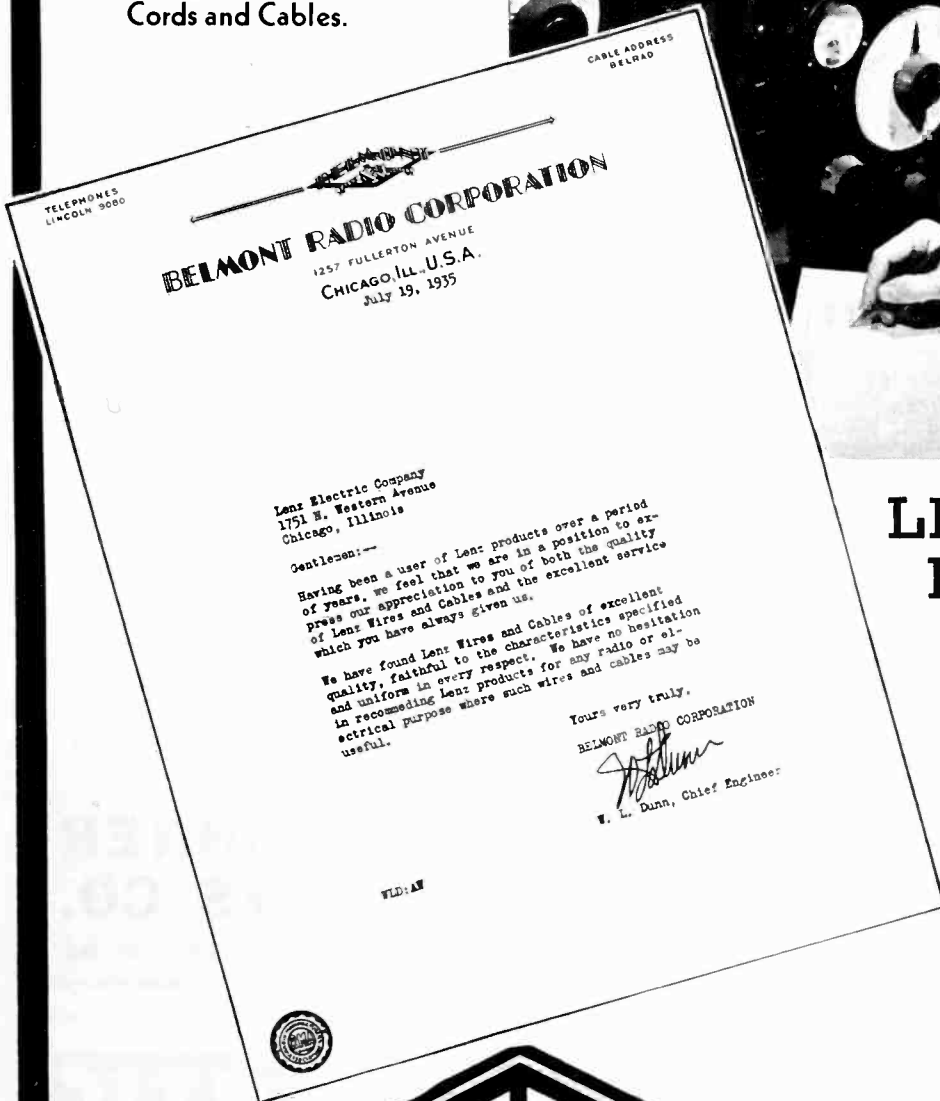 Cords and Cables.
CABLE ADDRESS
BELRAD
TELEPHONES
LINCOLN 9080
BELMONT RADIO CORPORATION
1257 FULLERTON AVENUE
CHICAGO, ILL., U.S.A.
July 19, 1935
Lenz Electric Company
1751 N. Western Avenue
Chicago, Illinois
Gentlemen:--
Having been a user of Lenz products over a period
of years, we feel that we are in a position to ex-
press our appreciation to you of both the quality
of Lenz Wires and Cables and the excellent service
which you have always given us.
We have found Lenz Wires and Cables of excellent
quality, faithful to the characteristics specified
and uniform in every respect. We have no hesitation
in recommeding Lenz products for any radio or el-
ectrical purpose where such wires and cables may be
useful.
Yours very truly,
BELMONT RADIO CORPORATION
W. L. Dunn, Chief Engineer
WLD:AW